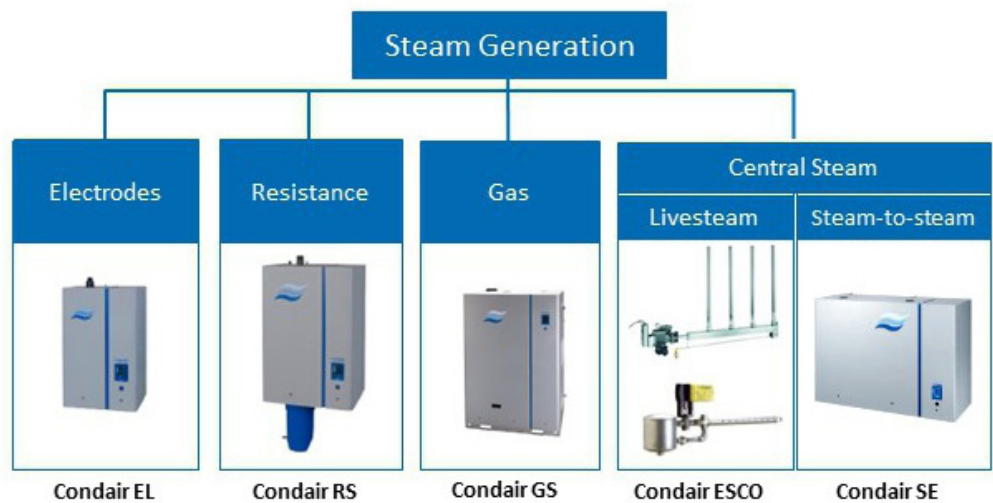 Steam Generation
Electrodes
Resistance
Gas
Central Steam
Livesteam
Steam-to-steam
Condair EL
Condair RS
Condair GS
Condair ESCO
Condair SE